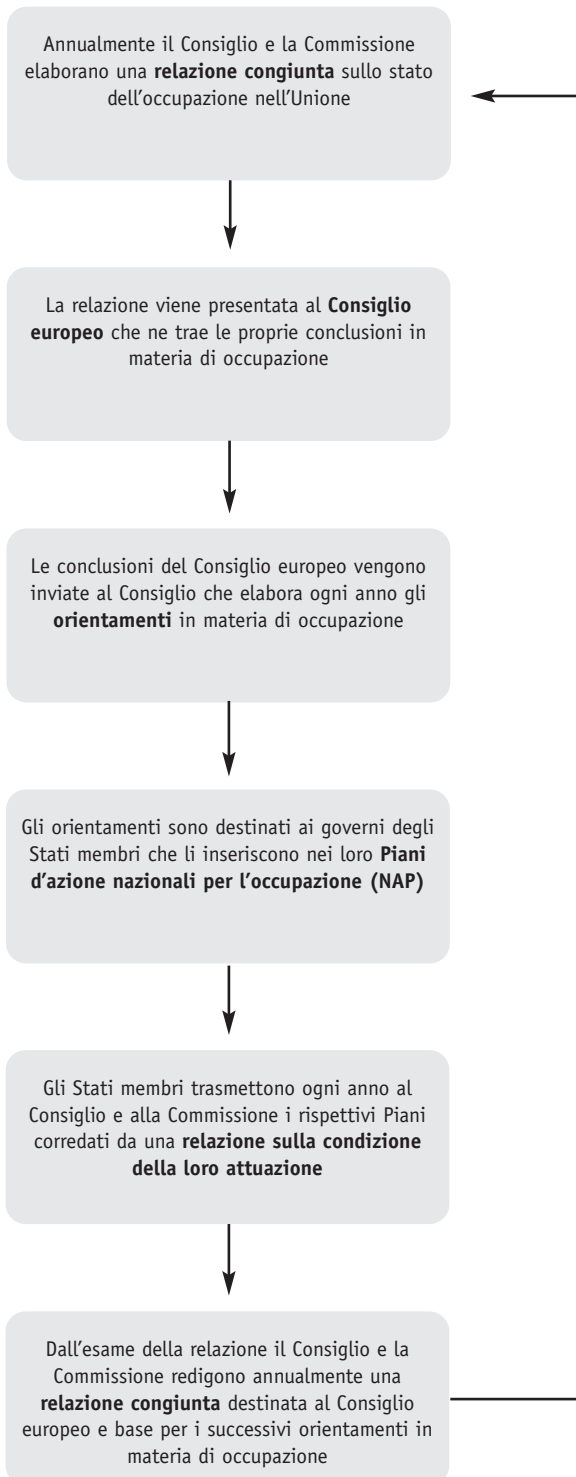 Annualmente il Consiglio e la Commissione
elaborano una relazione congiunta sullo stato
dell'occupazione nell'Unione
La relazione viene presentata al Consiglio
europeo che ne trae le proprie conclusioni in
materia di occupazione
Le conclusioni del Consiglio europeo vengono
inviate al Consiglio che elabora ogni anno gli
orientamenti in materia di occupazione
Gli orientamenti sono destinati ai governi degli
Stati membri che li inseriscono nei loro Piani
d'azione nazionali per l'occupazione (NAP)
Gli Stati membri trasmettono ogni anno al
Consiglio e alla Commissione i rispettivi Piani
corredati da una relazione sulla condizione
della loro attuazione
Dall'esame della relazione il Consiglio e la
Commissione redigono annualmente una
relazione congiunta destinata al Consiglio
europeo e base per i successivi orientamenti in
materia di occupazione